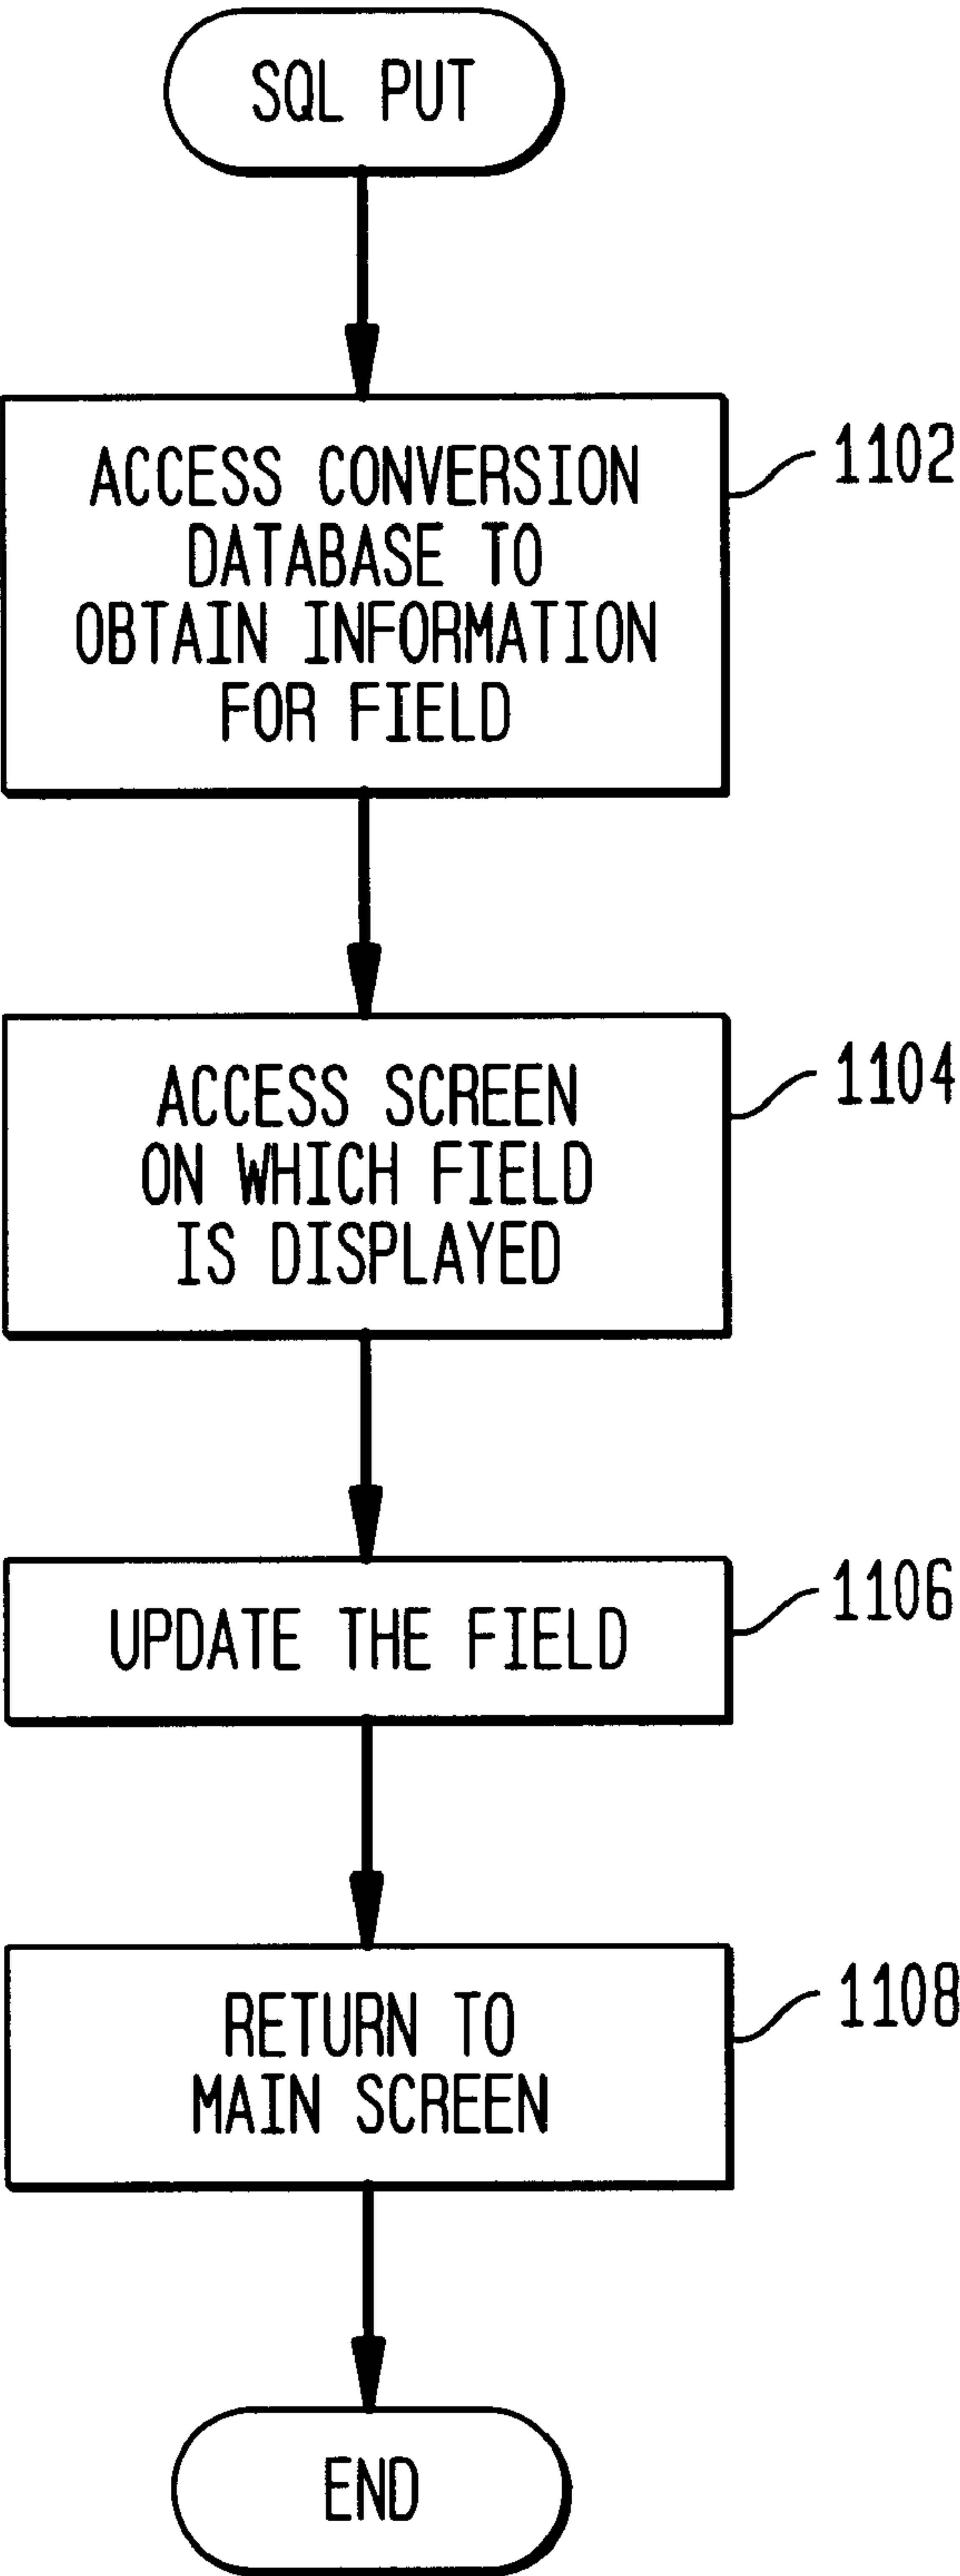 SQL PUT
ACCESS CONVERSION
DATABASE TO
OBTAIN INFORMATION
FOR FIELD
1102
ACCESS SCREEN
ON WHICH FIELD
IS DISPLAYED
1104
UPDATE THE FIELD
1106
RETURN TO
MAIN SCREEN
1108
END